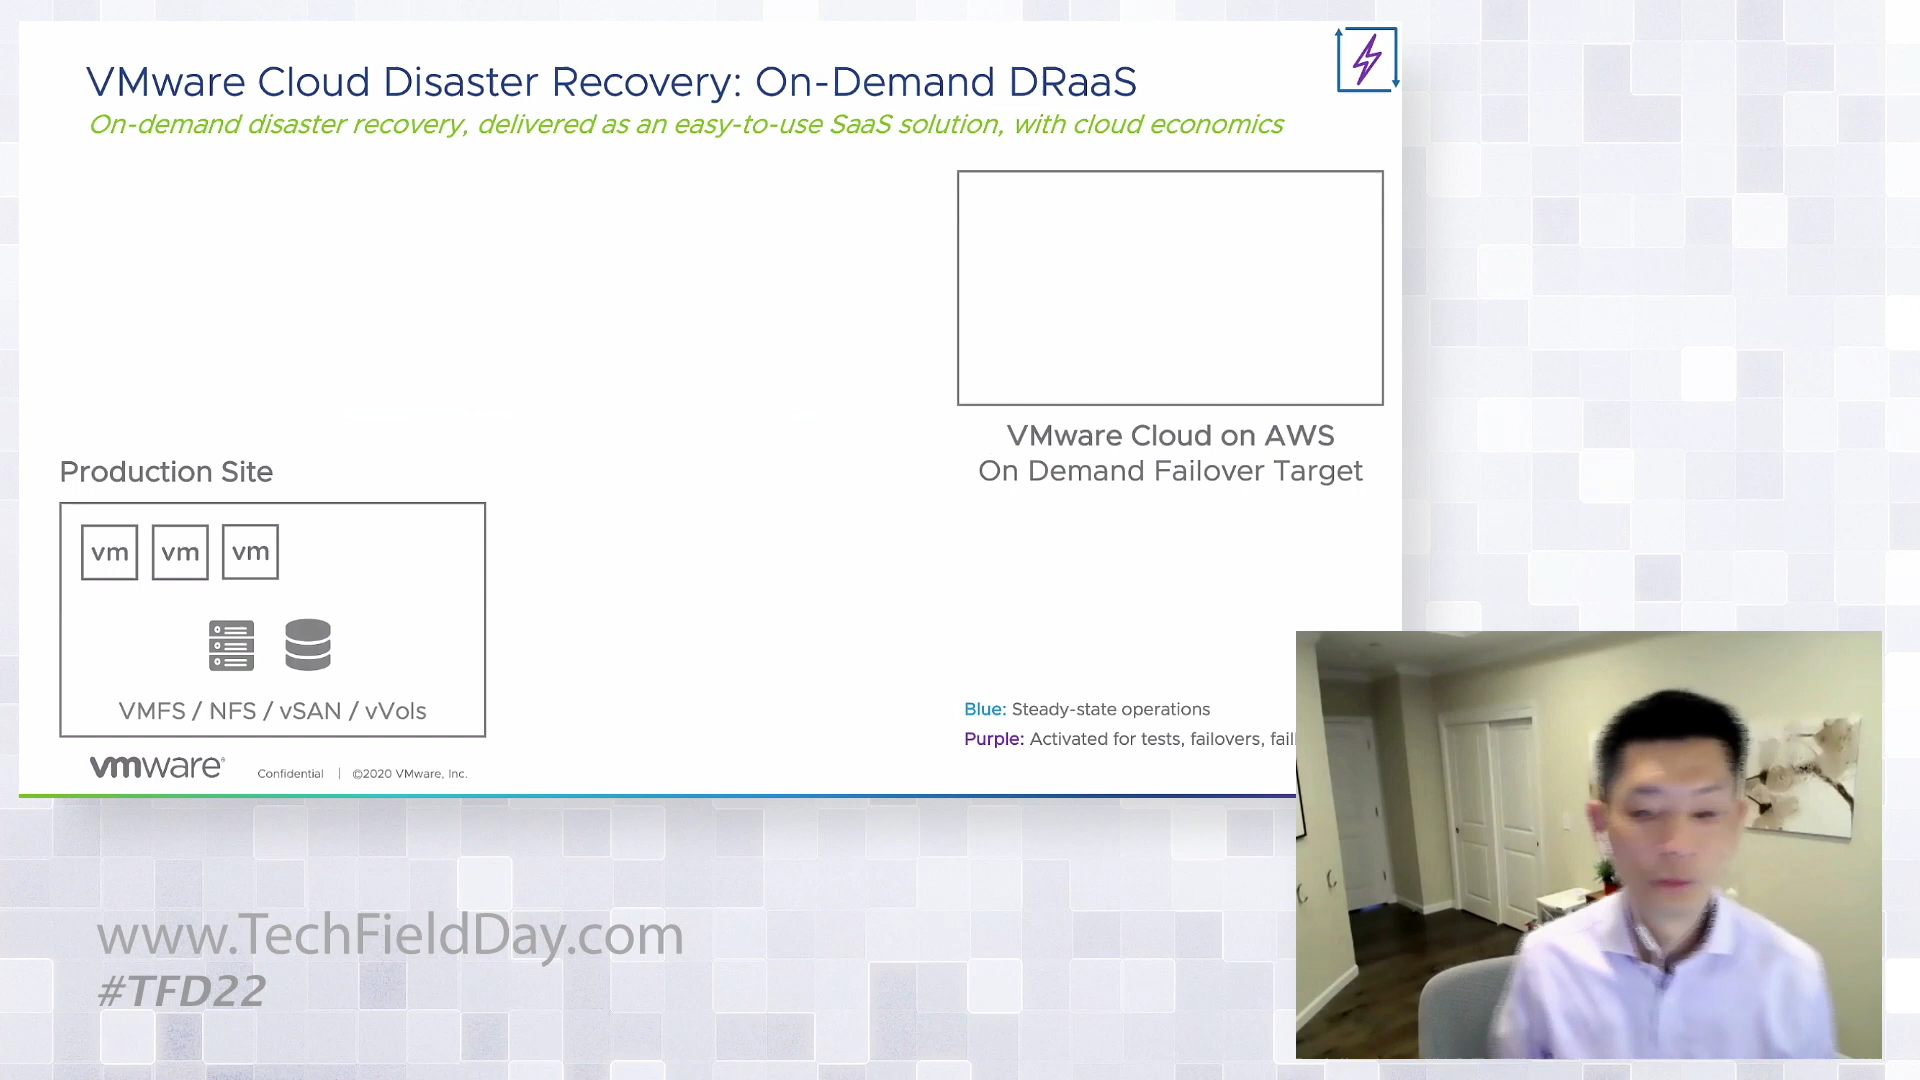 VMware Cloud Disaster Recovery: On-Demand DRaaS
On-demand disaster recovery, delivered as an easy-to-use SaaS solution, with cloud economics
VMware Cloud on AWS
On Demand Failover Target
Production Site
vm vm vm
VMFS / NFS / vSAN / vVols
Blue: Steady-state operations
Purple: Activated for tests, failovers,
vmware® Confidential | ©2020 VMware, Inc.
www.TechFieldDay.com
#TFD22